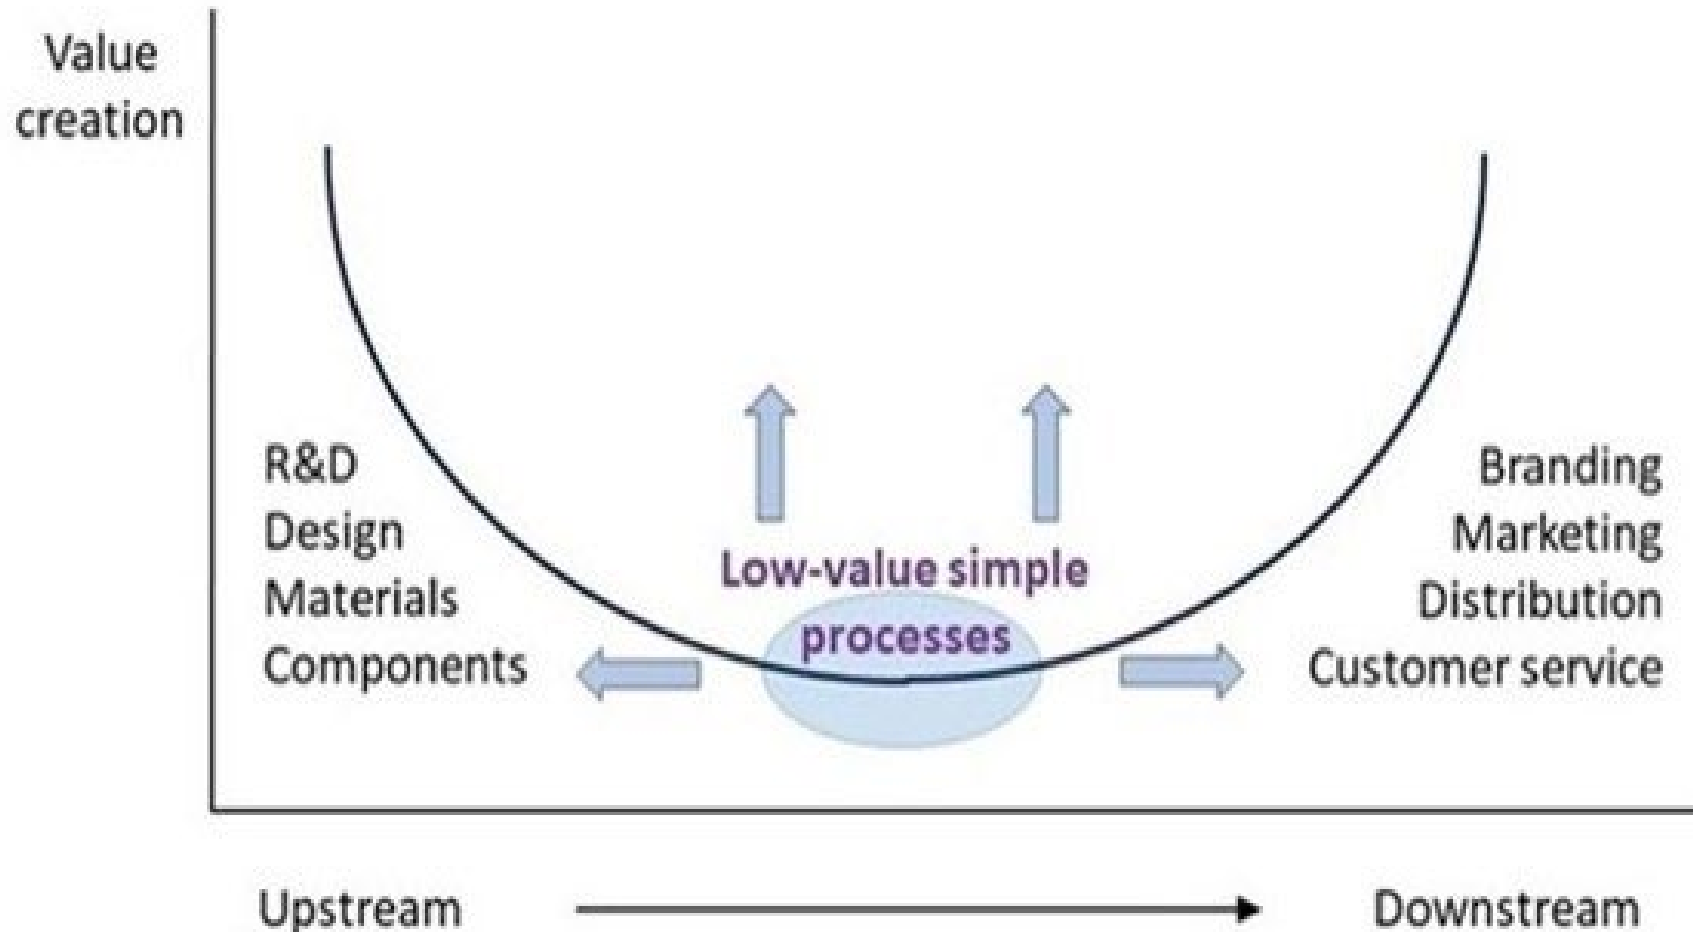 Value
creation
R&D
Design
Materials
Components
Low-value simple
processes
Branding
Marketing
Distribution
Customer service
Upstream
Downstream